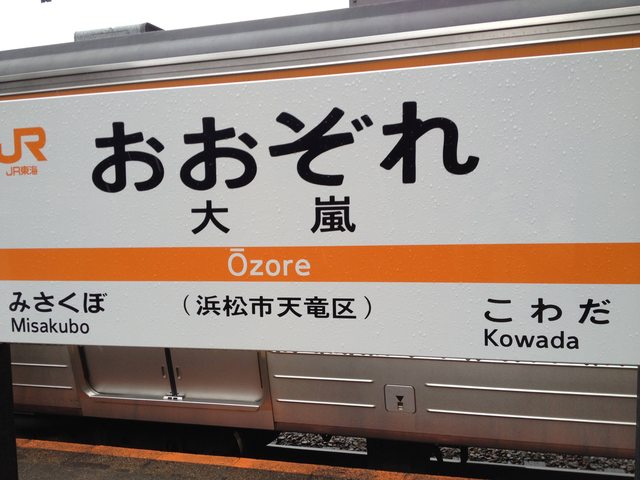 JR
JR東海
おおぞれ
大嵐
Ōzore
みさくぼ
Misakubo
(浜松市天竜区)
こわだ
Kowada